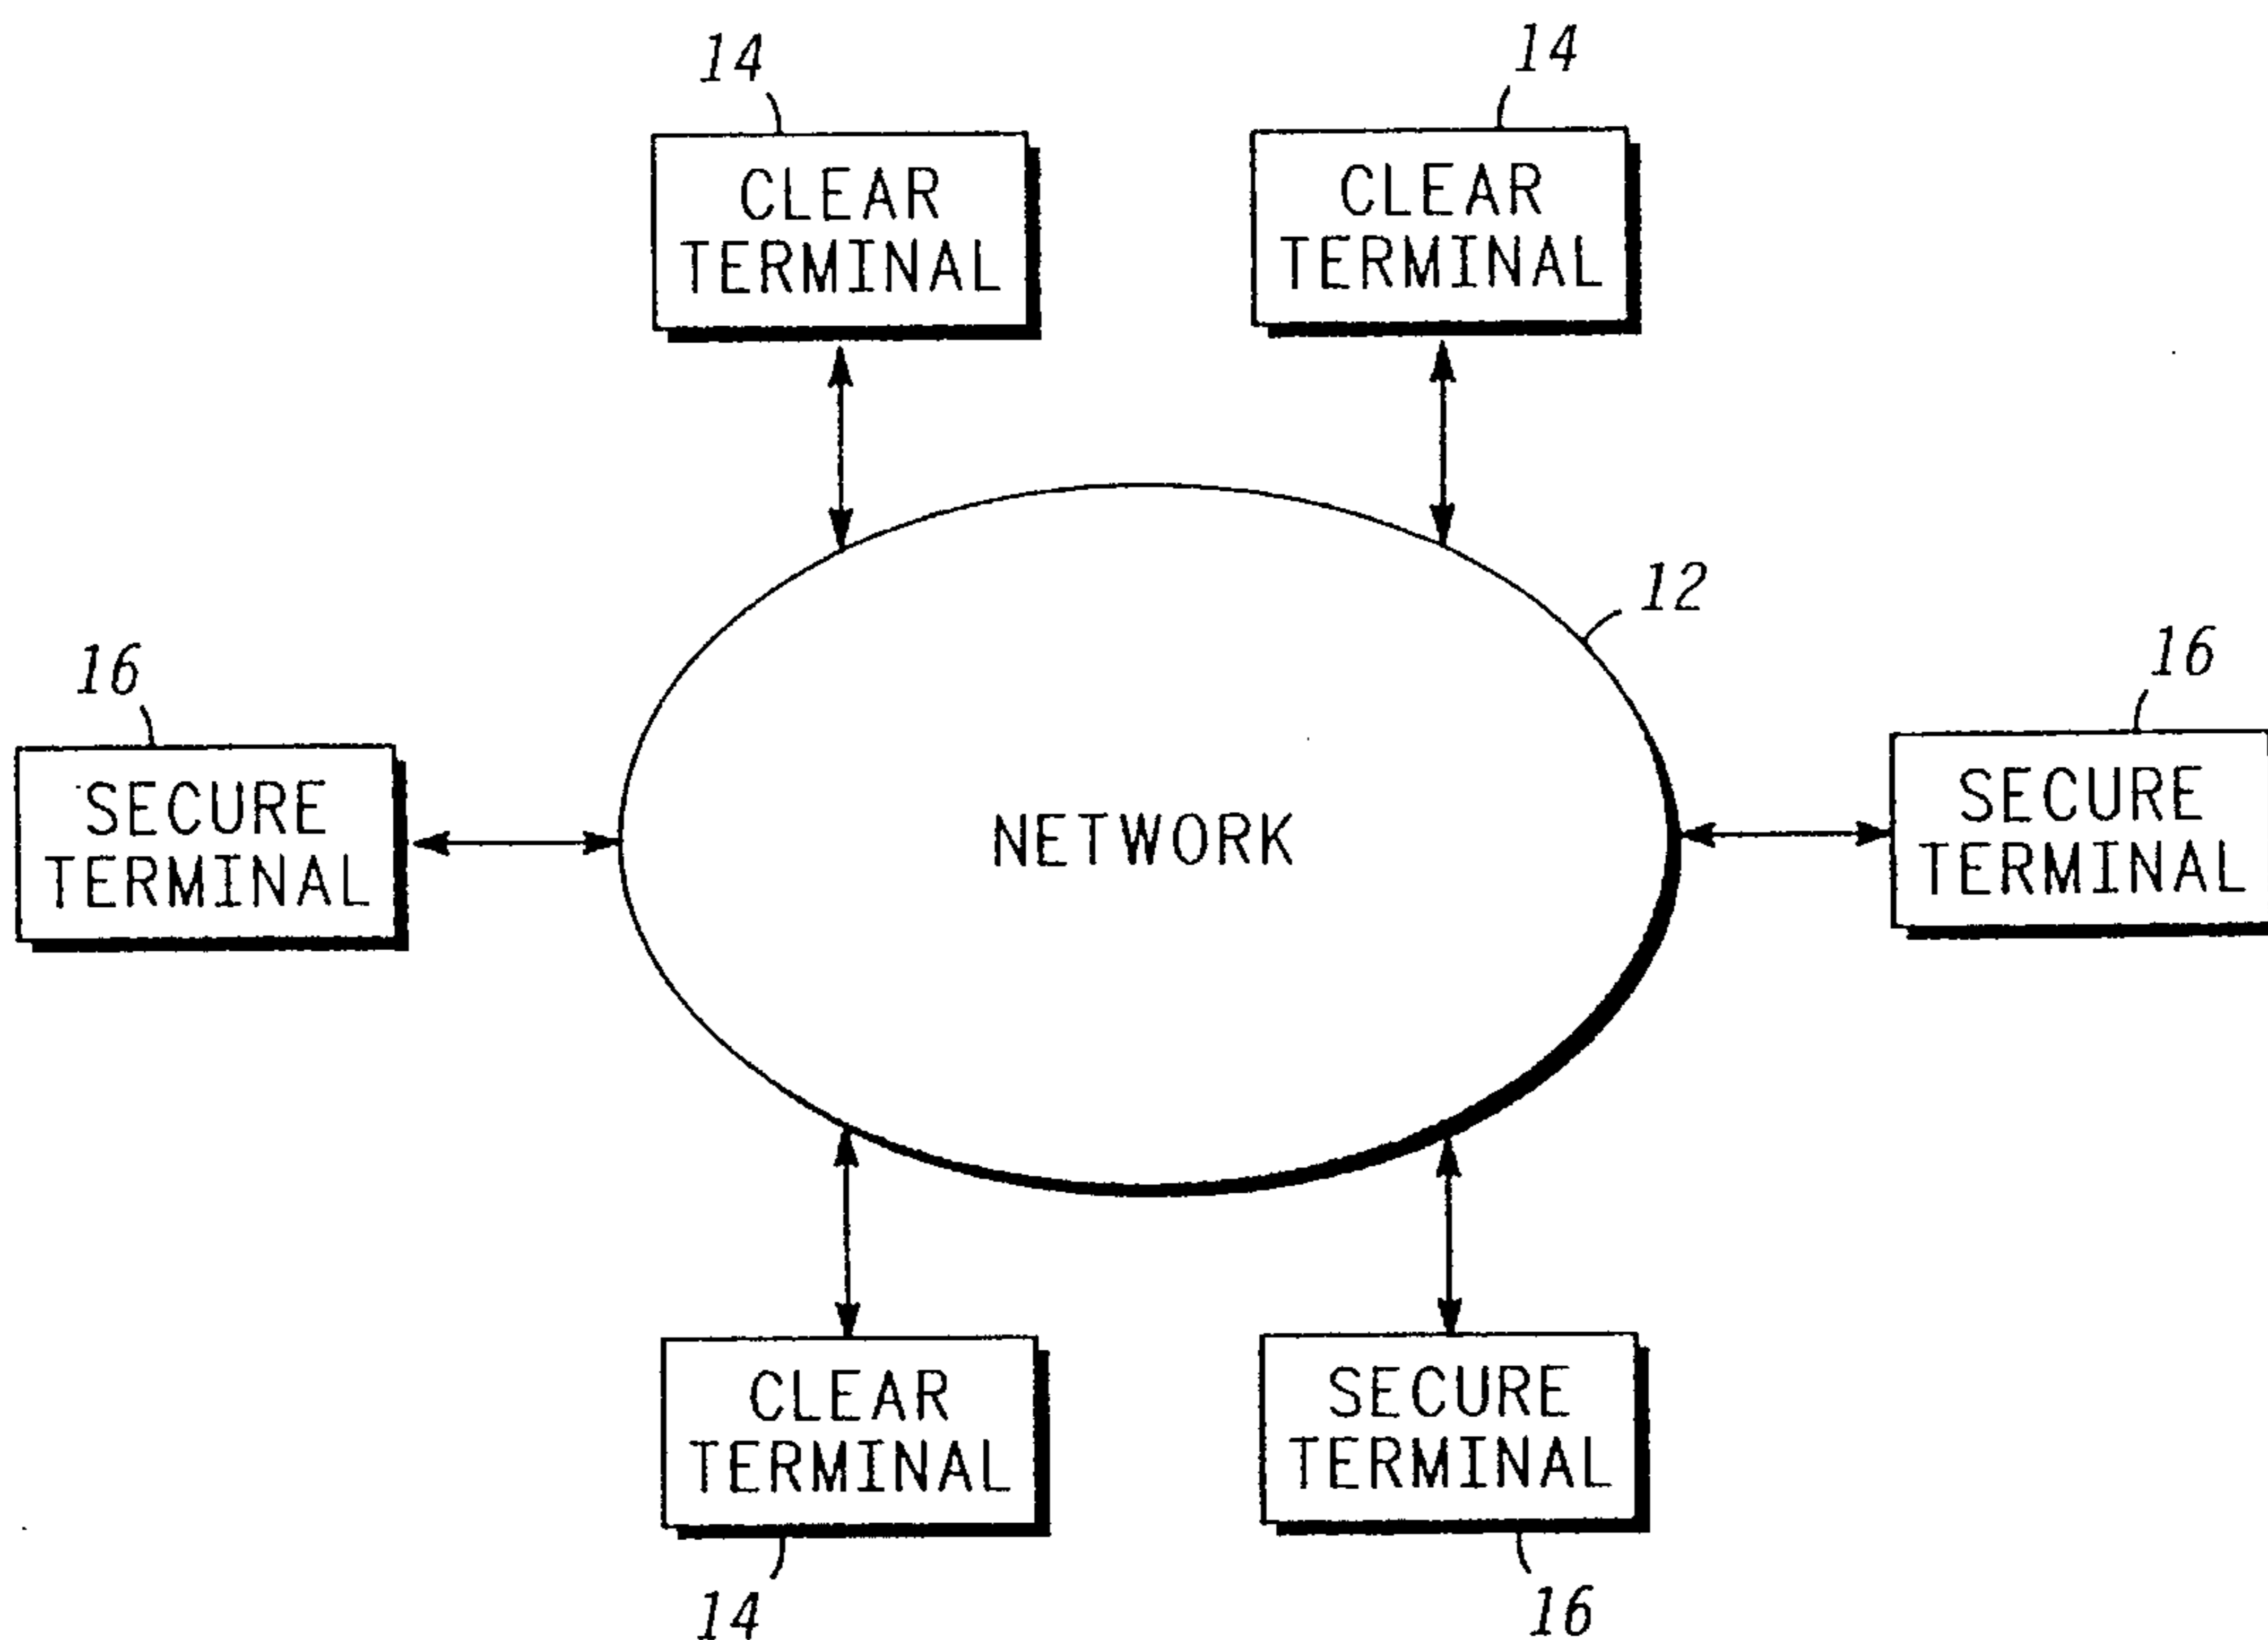 14
14
CLEAR
TERMINAL
CLEAR
TERMINAL
12
16
16
SECURE
TERMINAL
NETWORK
SECURE
TERMINAL
CLEAR
TERMINAL
SECURE
TERMINAL
14
16